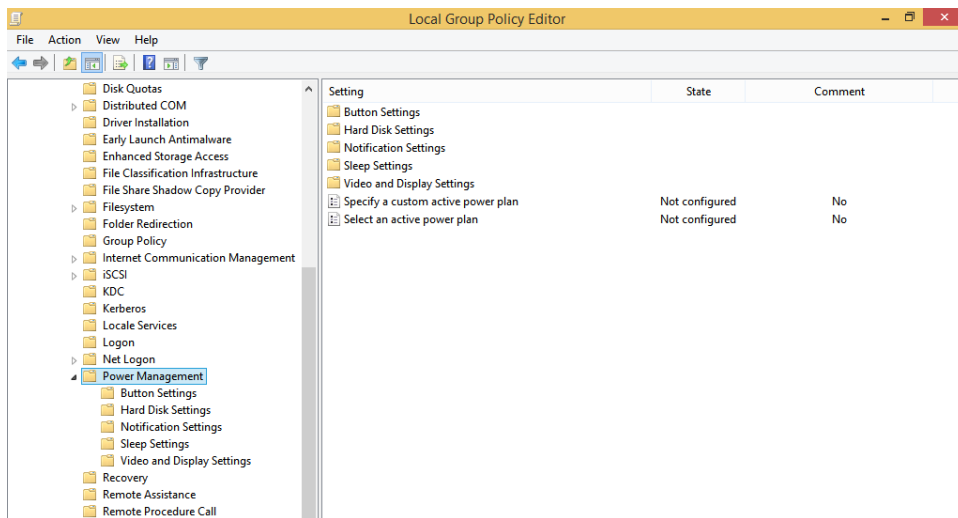 Local Group Policy Editor
File Action View Help
Disk Quotas
Distributed COM
Driver Installation
Early Launch Antimalware
Enhanced Storage Access
File Classification Infrastructure
File Share Shadow Copy Provider
Filesystem
Folder Redirection
Group Policy
Internet Communication Management
iSCSI
KDC
Kerberos
Locale Services
Logon
Net Logon
Power Management
Button Settings
Hard Disk Settings
Notification Settings
Sleep Settings
Video and Display Settings
Recovery
Remote Assistance
Remote Procedure Call
Setting State Comment
Button Settings
Hard Disk Settings
Notification Settings
Sleep Settings
Video and Display Settings
Specify a custom active power plan Not configured No
Select an active power plan Not configured No